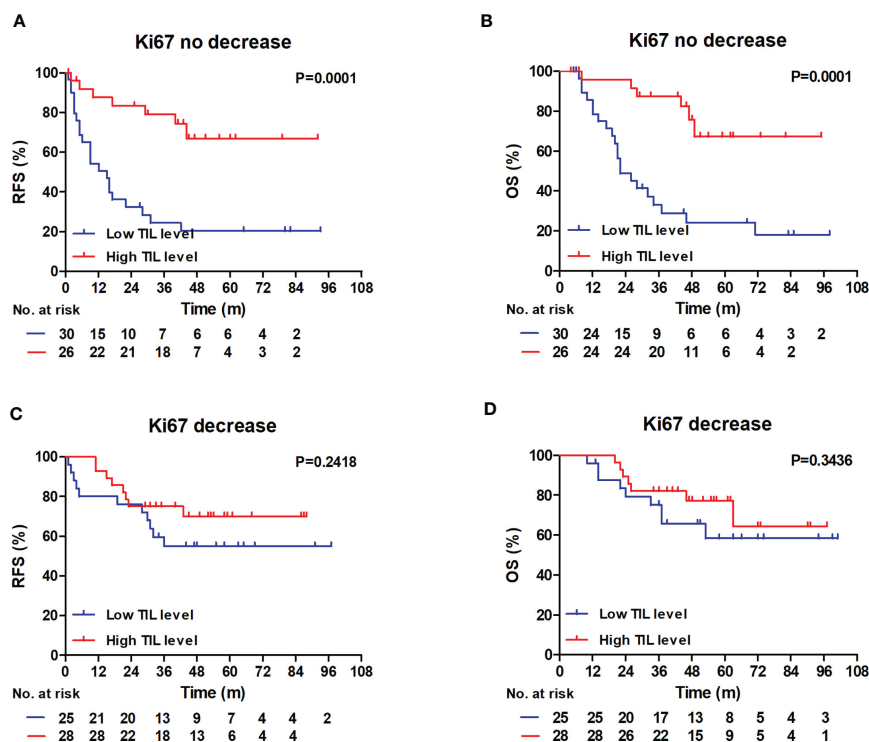 A
Ki67 no decrease
P=0.0001
RFS (%)
100
80
60
40
20
0
Low TIL level
High TIL level
0 12 24 36 48 60 72 84 96 108
Time (m)
No. at risk
30 15 10 7 6 6 4 2
26 22 21 18 7 4 3 2
B
Ki67 no decrease
P=0.0001
OS (%)
100
80
60
40
20
0
Low TIL level
High TIL level
0 12 24 36 48 60 72 84 96 108
Time (m)
No. at risk
30 24 15 9 6 6 4 3 2
26 24 24 20 11 6 4 2
C
Ki67 decrease
P=0.2418
RFS (%)
100
80
60
40
20
0
Low TIL level
High TIL level
0 12 24 36 48 60 72 84 96 108
Time (m)
No. at risk
25 21 20 13 9 7 4 4 2
28 28 22 18 13 6 4 4
D
Ki67 decrease
P=0.3436
OS (%)
100
80
60
40
20
0
Low TIL level
High TIL level
0 12 24 36 48 60 72 84 96 108
Time (m)
No. at risk
25 25 20 17 13 8 5 4 3
28 28 26 22 15 9 5 4 1